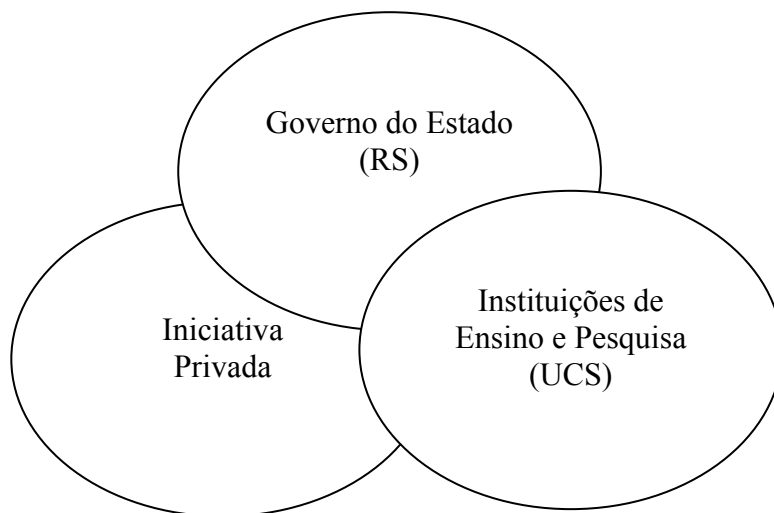 Governo do Estado
(RS)
Iniciativa
Privada
Instituições de
Ensino e Pesquisa
(UCS)